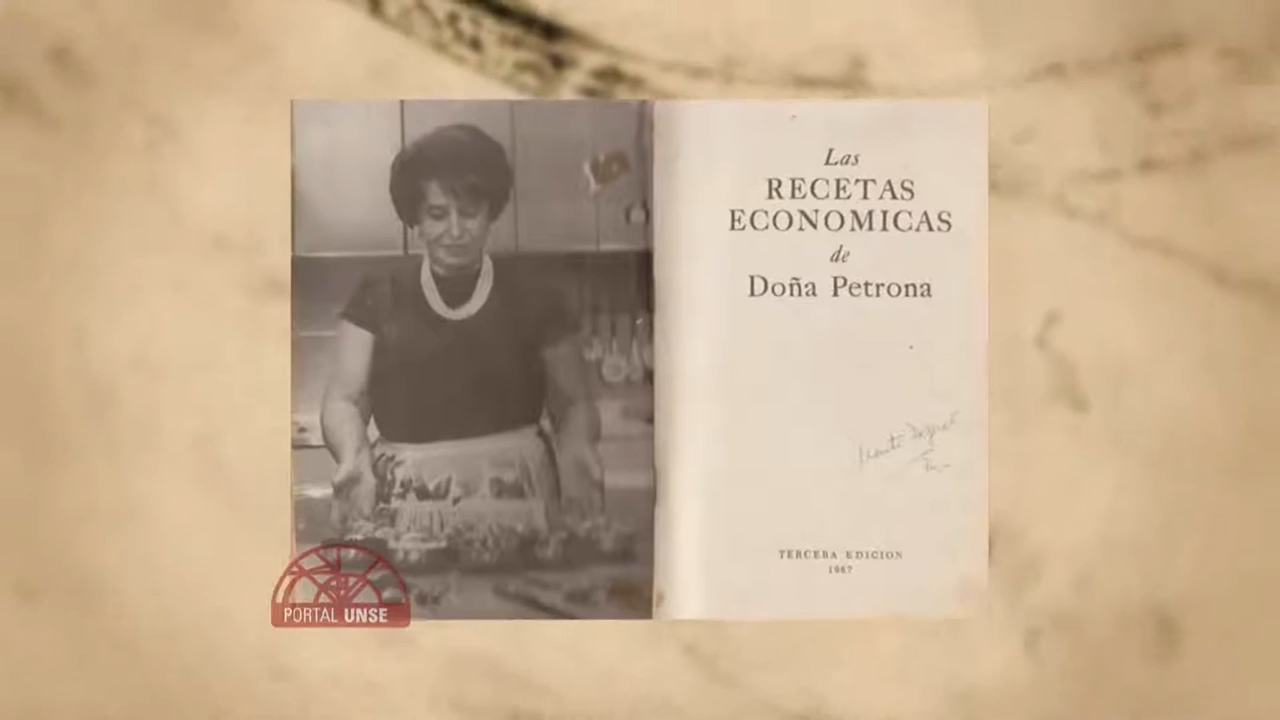 Las
RECETAS
ECONOMICAS
de
Doña Petrona
TERCERA EDICION
1967
PORTAL UNSE